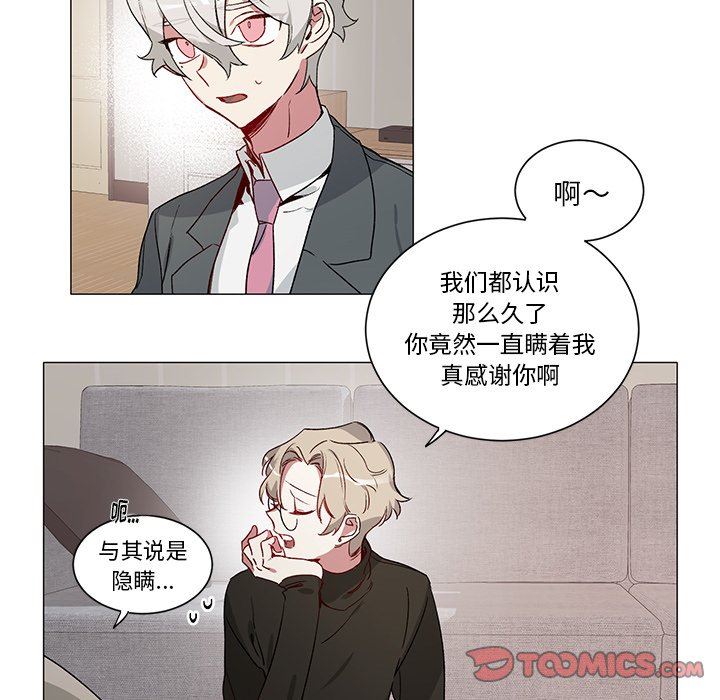 啊～
我们都认识
那么久了
你竟然一直瞒着我
真感谢你啊
呃...
与其说是
隐瞒...
TOOMICS.COM